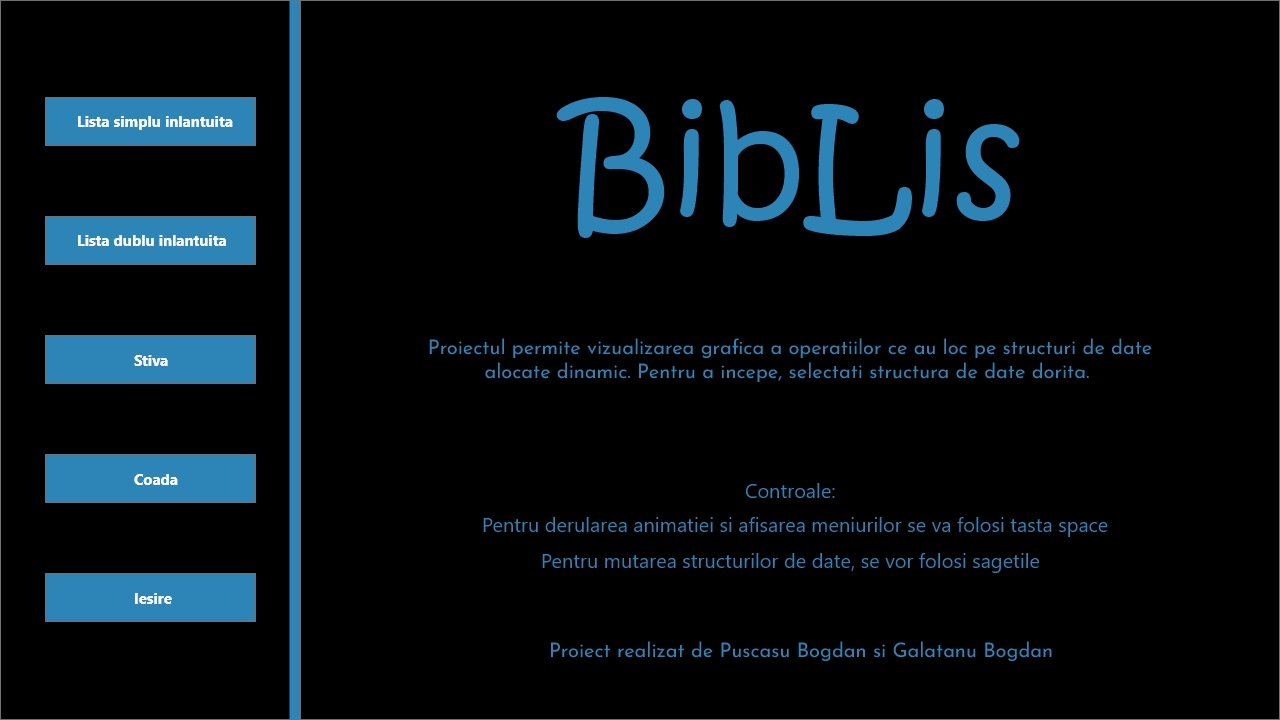 Lista simplu inlantuita
Lista dublu inlantuita
Stiva
Coada
Iesire
BibLis
Proiectul permite vizualizarea grafica a operatiilor ce au loc pe structuri de date
alocate dinamic. Pentru a incepe, selectati structura de date dorita.
Controale:
Pentru derularea animatiei si afisarea meniurilor se va folosi tasta space
Pentru mutarea structurilor de date, se vor folosi sagetile
Proiect realizat de Puscasu Bogdan si Galatanu Bogdan